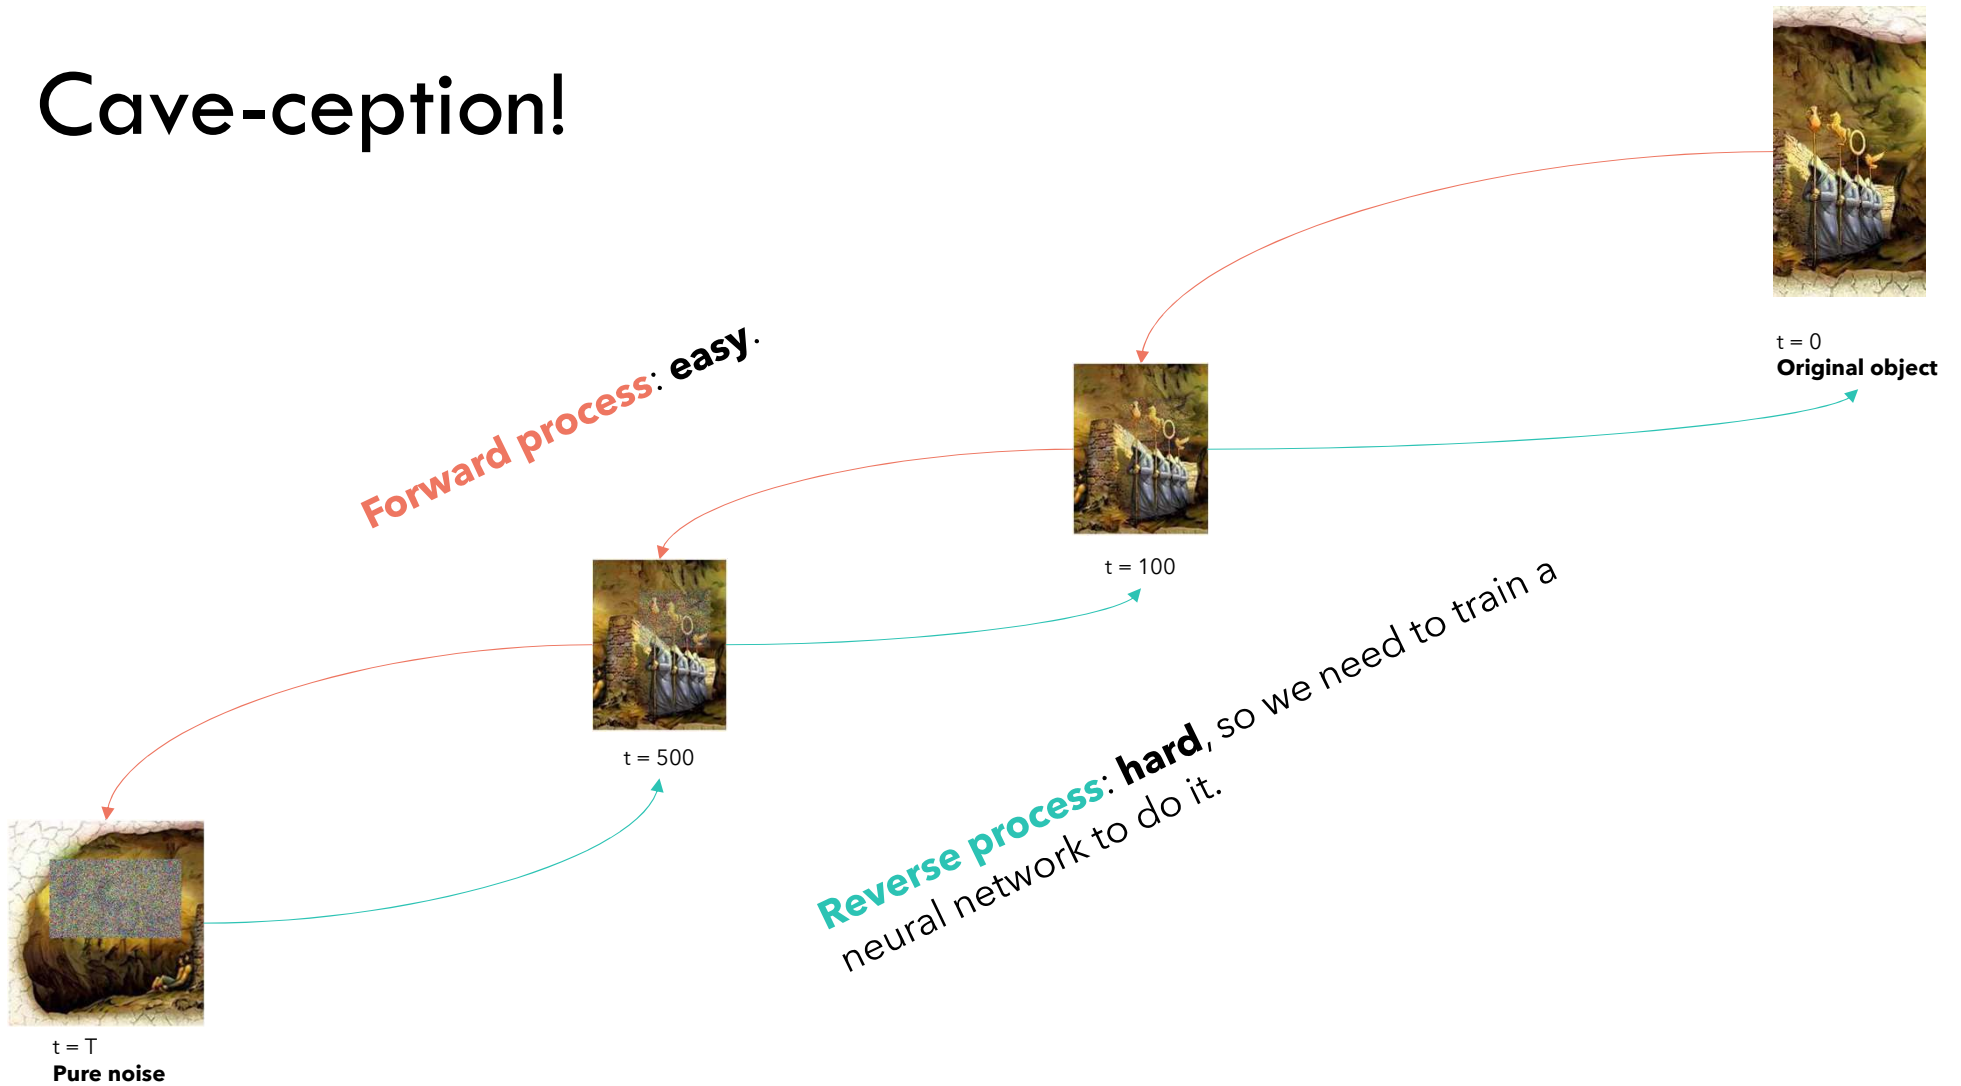 Cave-ception!
t = 0
Original object
Forward process: easy.
t = 100
t = 500
Reverse process: hard, so we need to train a
neural network to do it.
t = T
Pure noise